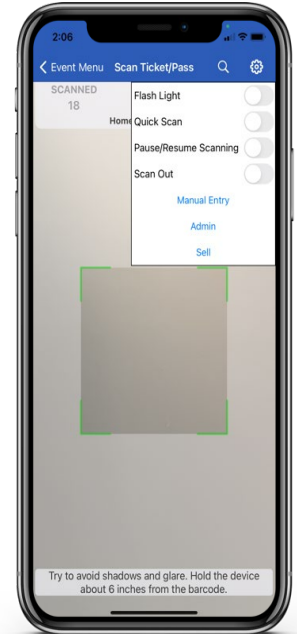 2:06
Event Menu Scan Ticket/Pass
SCANNED
18
Home
Flash Light
Quick Scan
Pause/Resume Scanning
Scan Out
Manual Entry
Admin
Sell
Try to avoid shadows and glare. Hold the device
about 6 inches from the barcode.